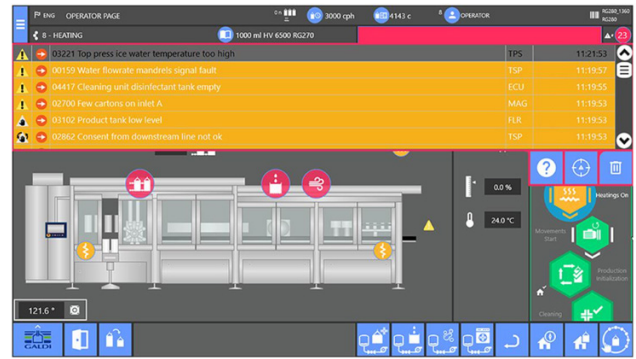 ENG OPERATOR PAGE
3000 cph
4143 c
OPERATOR
RG280_1360
RG280
8 - HEATING
1000 ml HV 6500 RG270
23
03221 Top press ice water temperature too high TPS 11:21:53
00159 Water flowrate mandrels signal fault TSP 11:19:57
04417 Cleaning unit disinfectant tank empty ECU 11:19:55
02700 Few cartons on inlet A MAG 11:19:53
03102 Product tank low level FLR 11:19:53
02862 Consent from downstream line not ok TSP 11:19:53
?
0.0 %
Heatings On
24.0 °C
Movements
Start
Production
Initialization
Cleaning
121.6 °
GALDI